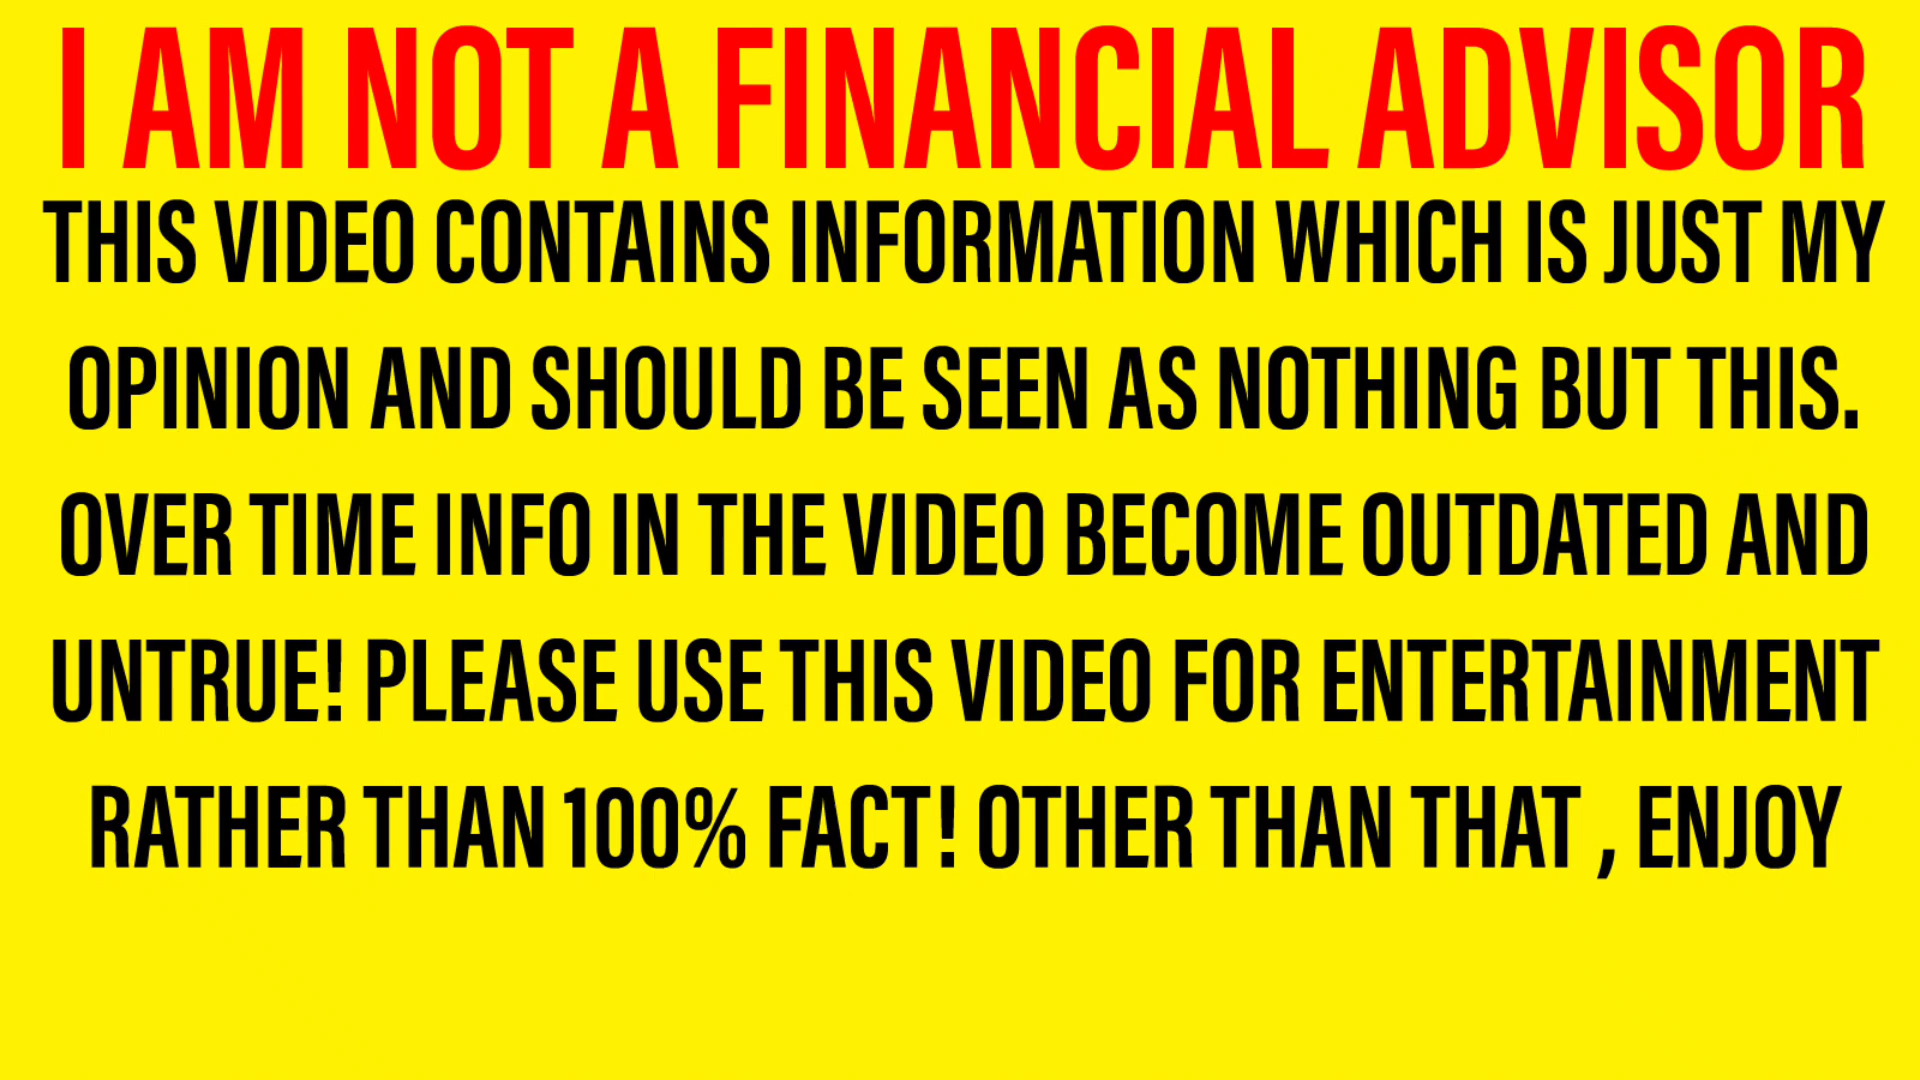 I AM NOT A FINANCIAL ADVISOR
THIS VIDEO CONTAINS INFORMATION WHICH IS JUST MY
OPINION AND SHOULD BE SEEN AS NOTHING BUT THIS.
OVER TIME INFO IN THE VIDEO BECOME OUTDATED AND
UNTRUE! PLEASE USE THIS VIDEO FOR ENTERTAINMENT
RATHER THAN 100% FACT! OTHER THAN THAT , ENJOY